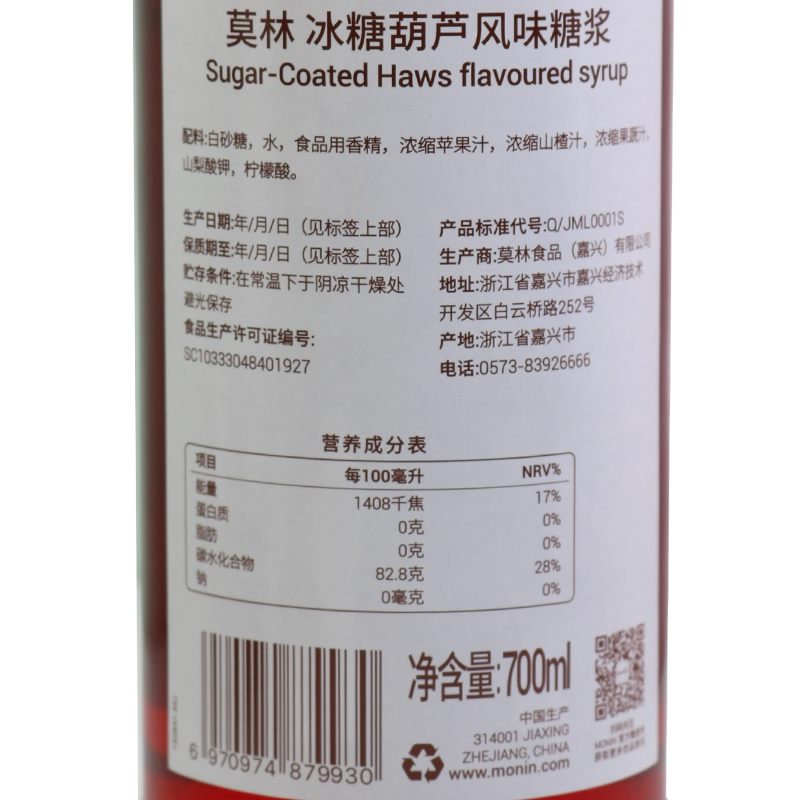 莫林 冰糖葫芦风味糖浆
Sugar-Coated Haws flavoured syrup
配料:白砂糖，水，食品用香精，浓缩苹果汁，浓缩山楂汁，浓缩果蔬汁，
山梨酸钾，柠檬酸。
生产日期:年/月/日（见标签上部）
保质期至:年/月/日（见标签上部）
贮存条件:在常温下于阴凉干燥处
避光保存
食品生产许可证编号:
SC10333048401927
产品标准代号:Q/JML0001S
生产商:莫林食品（嘉兴）有限公司
地址:浙江省嘉兴市嘉兴经济技术
开发区白云桥路252号
产地:浙江省嘉兴市
电话:0573-83926666
营养成分表
项目 每100毫升 NRV%
能量 1408千焦 17%
蛋白质 0克 0%
脂肪 0克 0%
碳水化合物 82.8克 28%
钠 0毫克 0%
净含量:700ml
中国生产
314001 JIAXING
ZHEJIANG, CHINA
www.monin.com
6 970974 879930